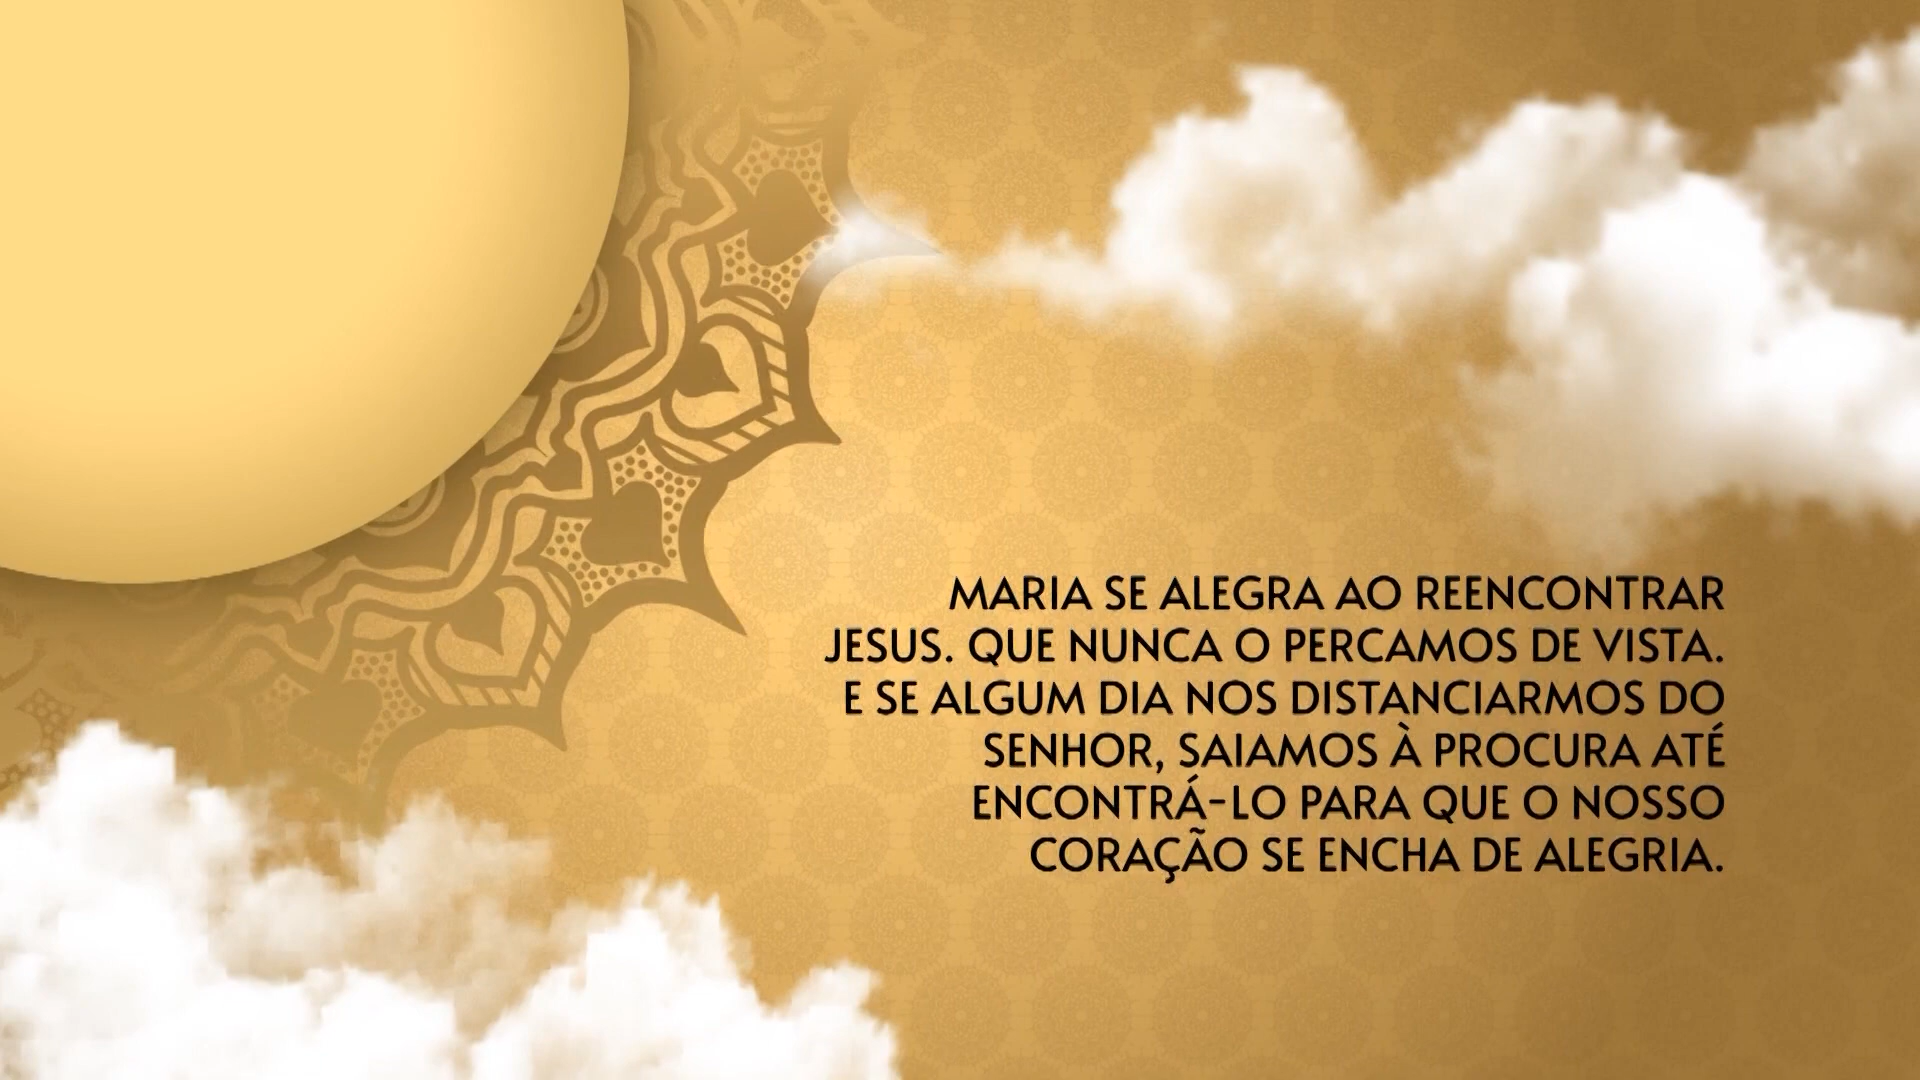 MARIA SE ALEGRA AO REENCONTRAR
JESUS. QUE NUNCA O PERCAMOS DE VISTA.
E SE ALGUM DIA NOS DISTANCIARMOS DO
SENHOR, SAIAMOS À PROCURA ATÉ
ENCONTRÁ-LO PARA QUE O NOSSO
CORAÇÃO SE ENCHA DE ALEGRIA.